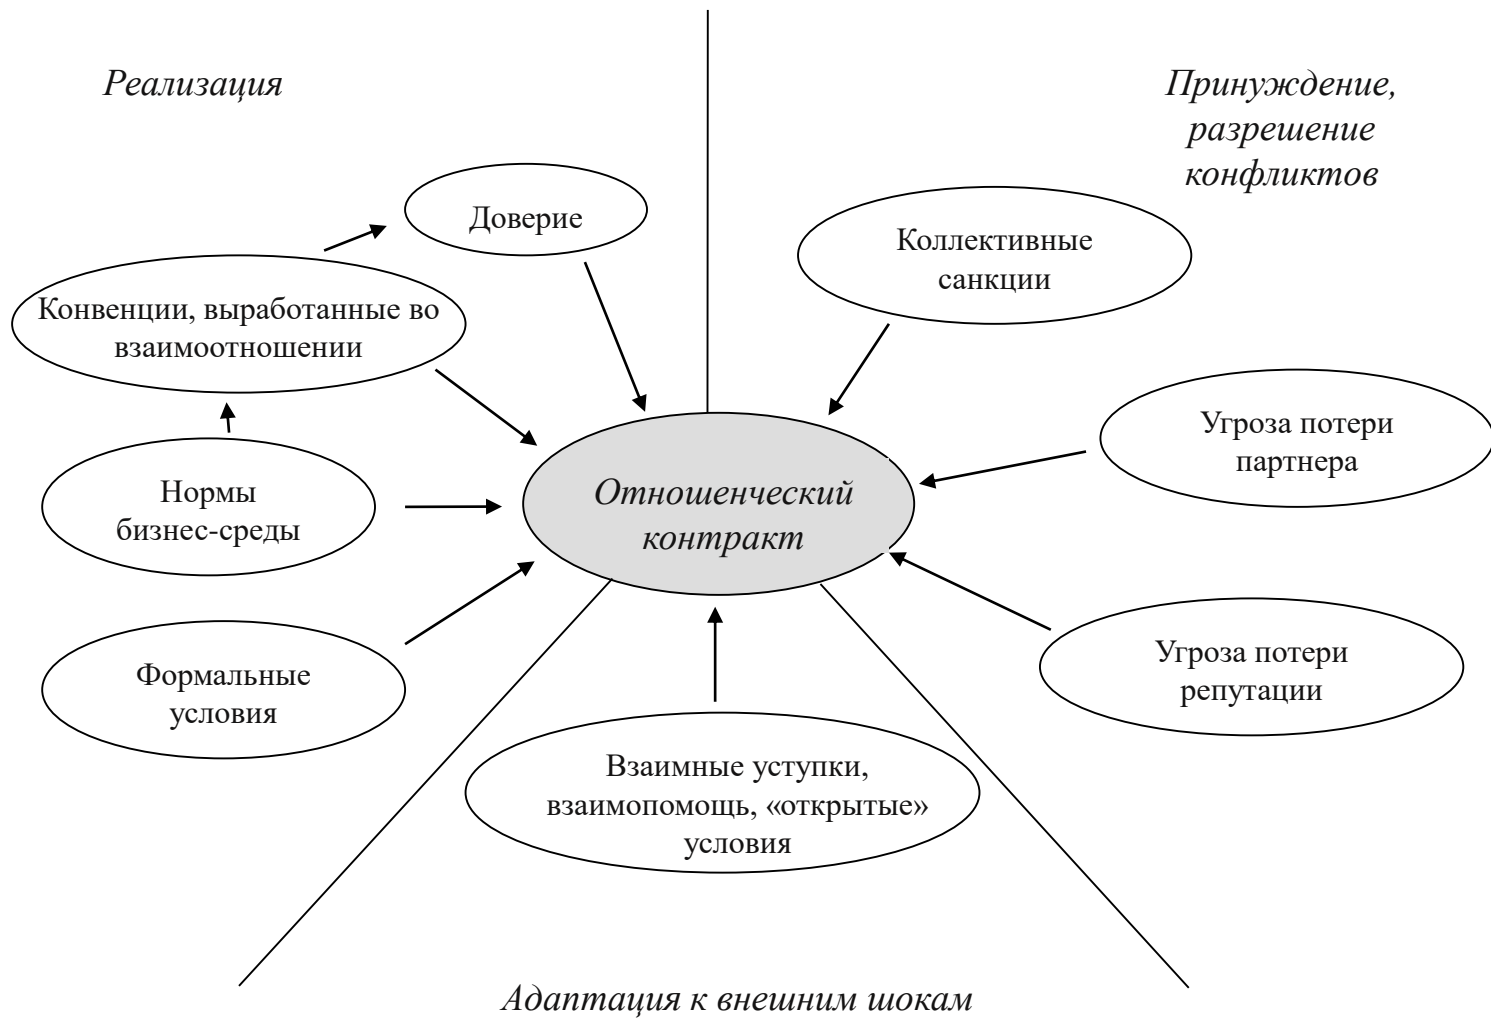 Реализация
Принуждение,
разрешение
конфликтов
Доверие
Коллективные
санкции
Конвенции, выработанные во
взаимоотношении
Угроза потери
партнера
Нормы
бизнес-среды
Отношенческий
контракт
Формальные
условия
Угроза потери
репутации
Взаимные уступки,
взаимопомощь, «открытые»
условия
Адаптация к внешним шокам